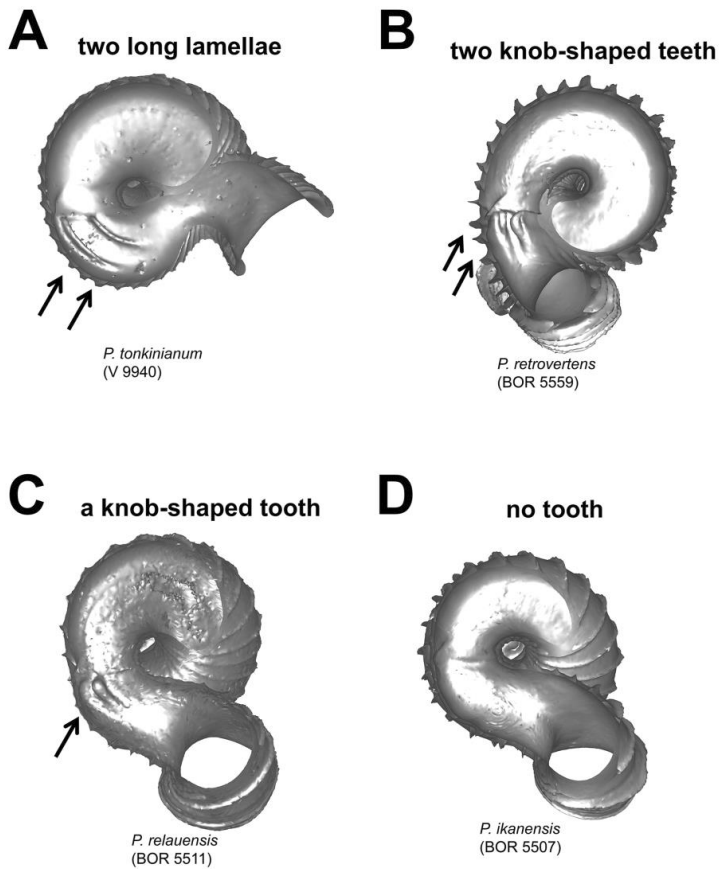 A
two long lamellae
P. tonkinianum
(V 9940)
B
two knob-shaped teeth
P. retrovertens
(BOR 5559)
C
a knob-shaped tooth
P. relauensis
(BOR 5511)
D
no tooth
P. ikanensis
(BOR 5507)